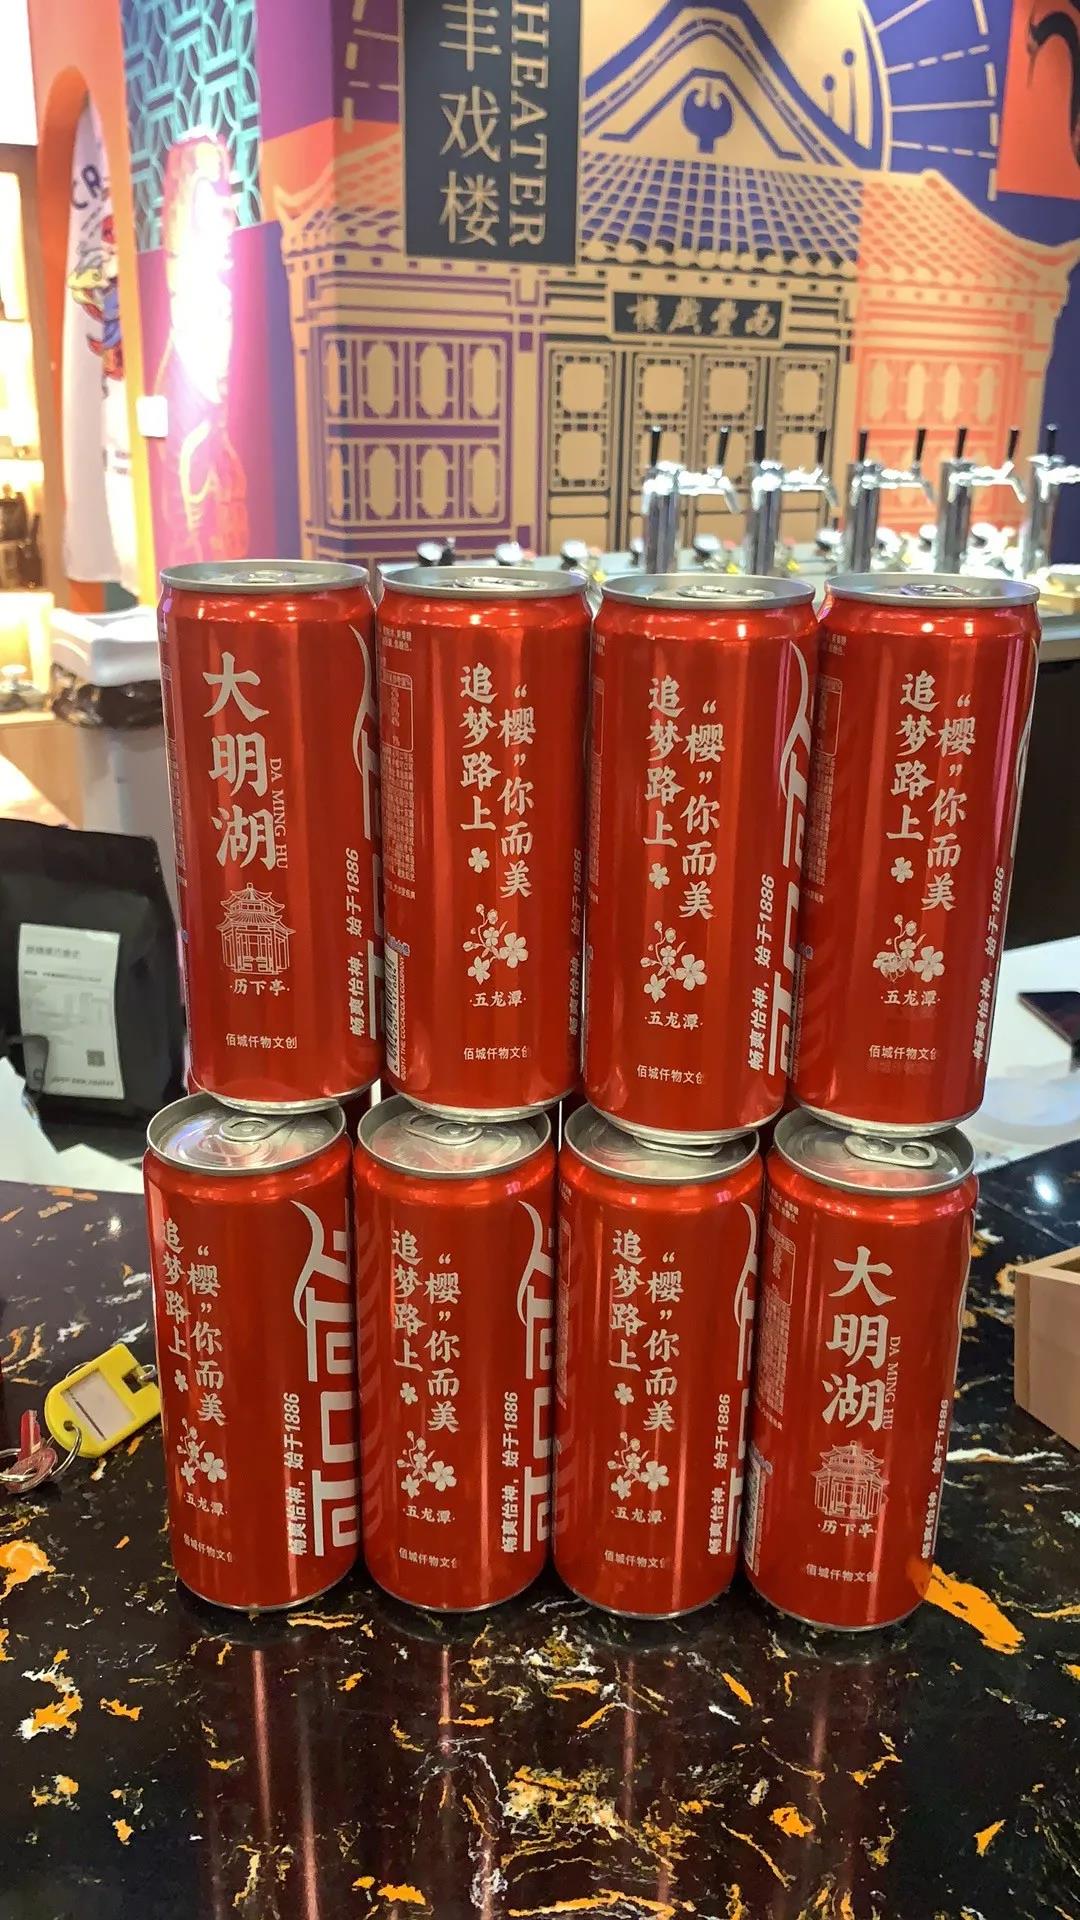 丰戏楼
THEATER
南丰戲樓
大明湖
DA MING HU
·历下亭·
佰城仟物文创
畅爽怡神，始于1886
追梦路上
“樱”你而美
·五龙潭·
佰城仟物文创
©2017 THE COCA-COLA COMPANY
畅爽怡神，始于1886
追梦路上
“樱”你而美
·五龙潭·
佰城仟物文创
畅爽怡神，始于1886
追梦路上
“樱”你而美
·五龙潭·
佰城仟物文创
畅爽怡神，始于1886
追梦路上
“樱”你而美
·五龙潭·
佰城仟物文创
畅爽怡神，始于1886
可口可
追梦路上
“樱”你而美
·五龙潭·
佰城仟物文创
畅爽怡神，始于1886
追梦路上
“樱”你而美
·五龙潭·
佰城仟物文创
畅爽怡神，始于1886
大明湖
DA MING HU
·历下亭·
佰城仟物文创
畅爽怡神，始于1886